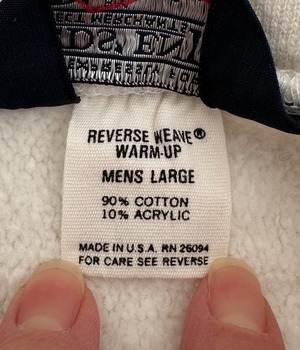 REVERSE WEAVE®
WARM-UP
MENS LARGE
90% COTTON
10% ACRYLIC
MADE IN U.S.A. RN 26094
FOR CARE SEE REVERSE